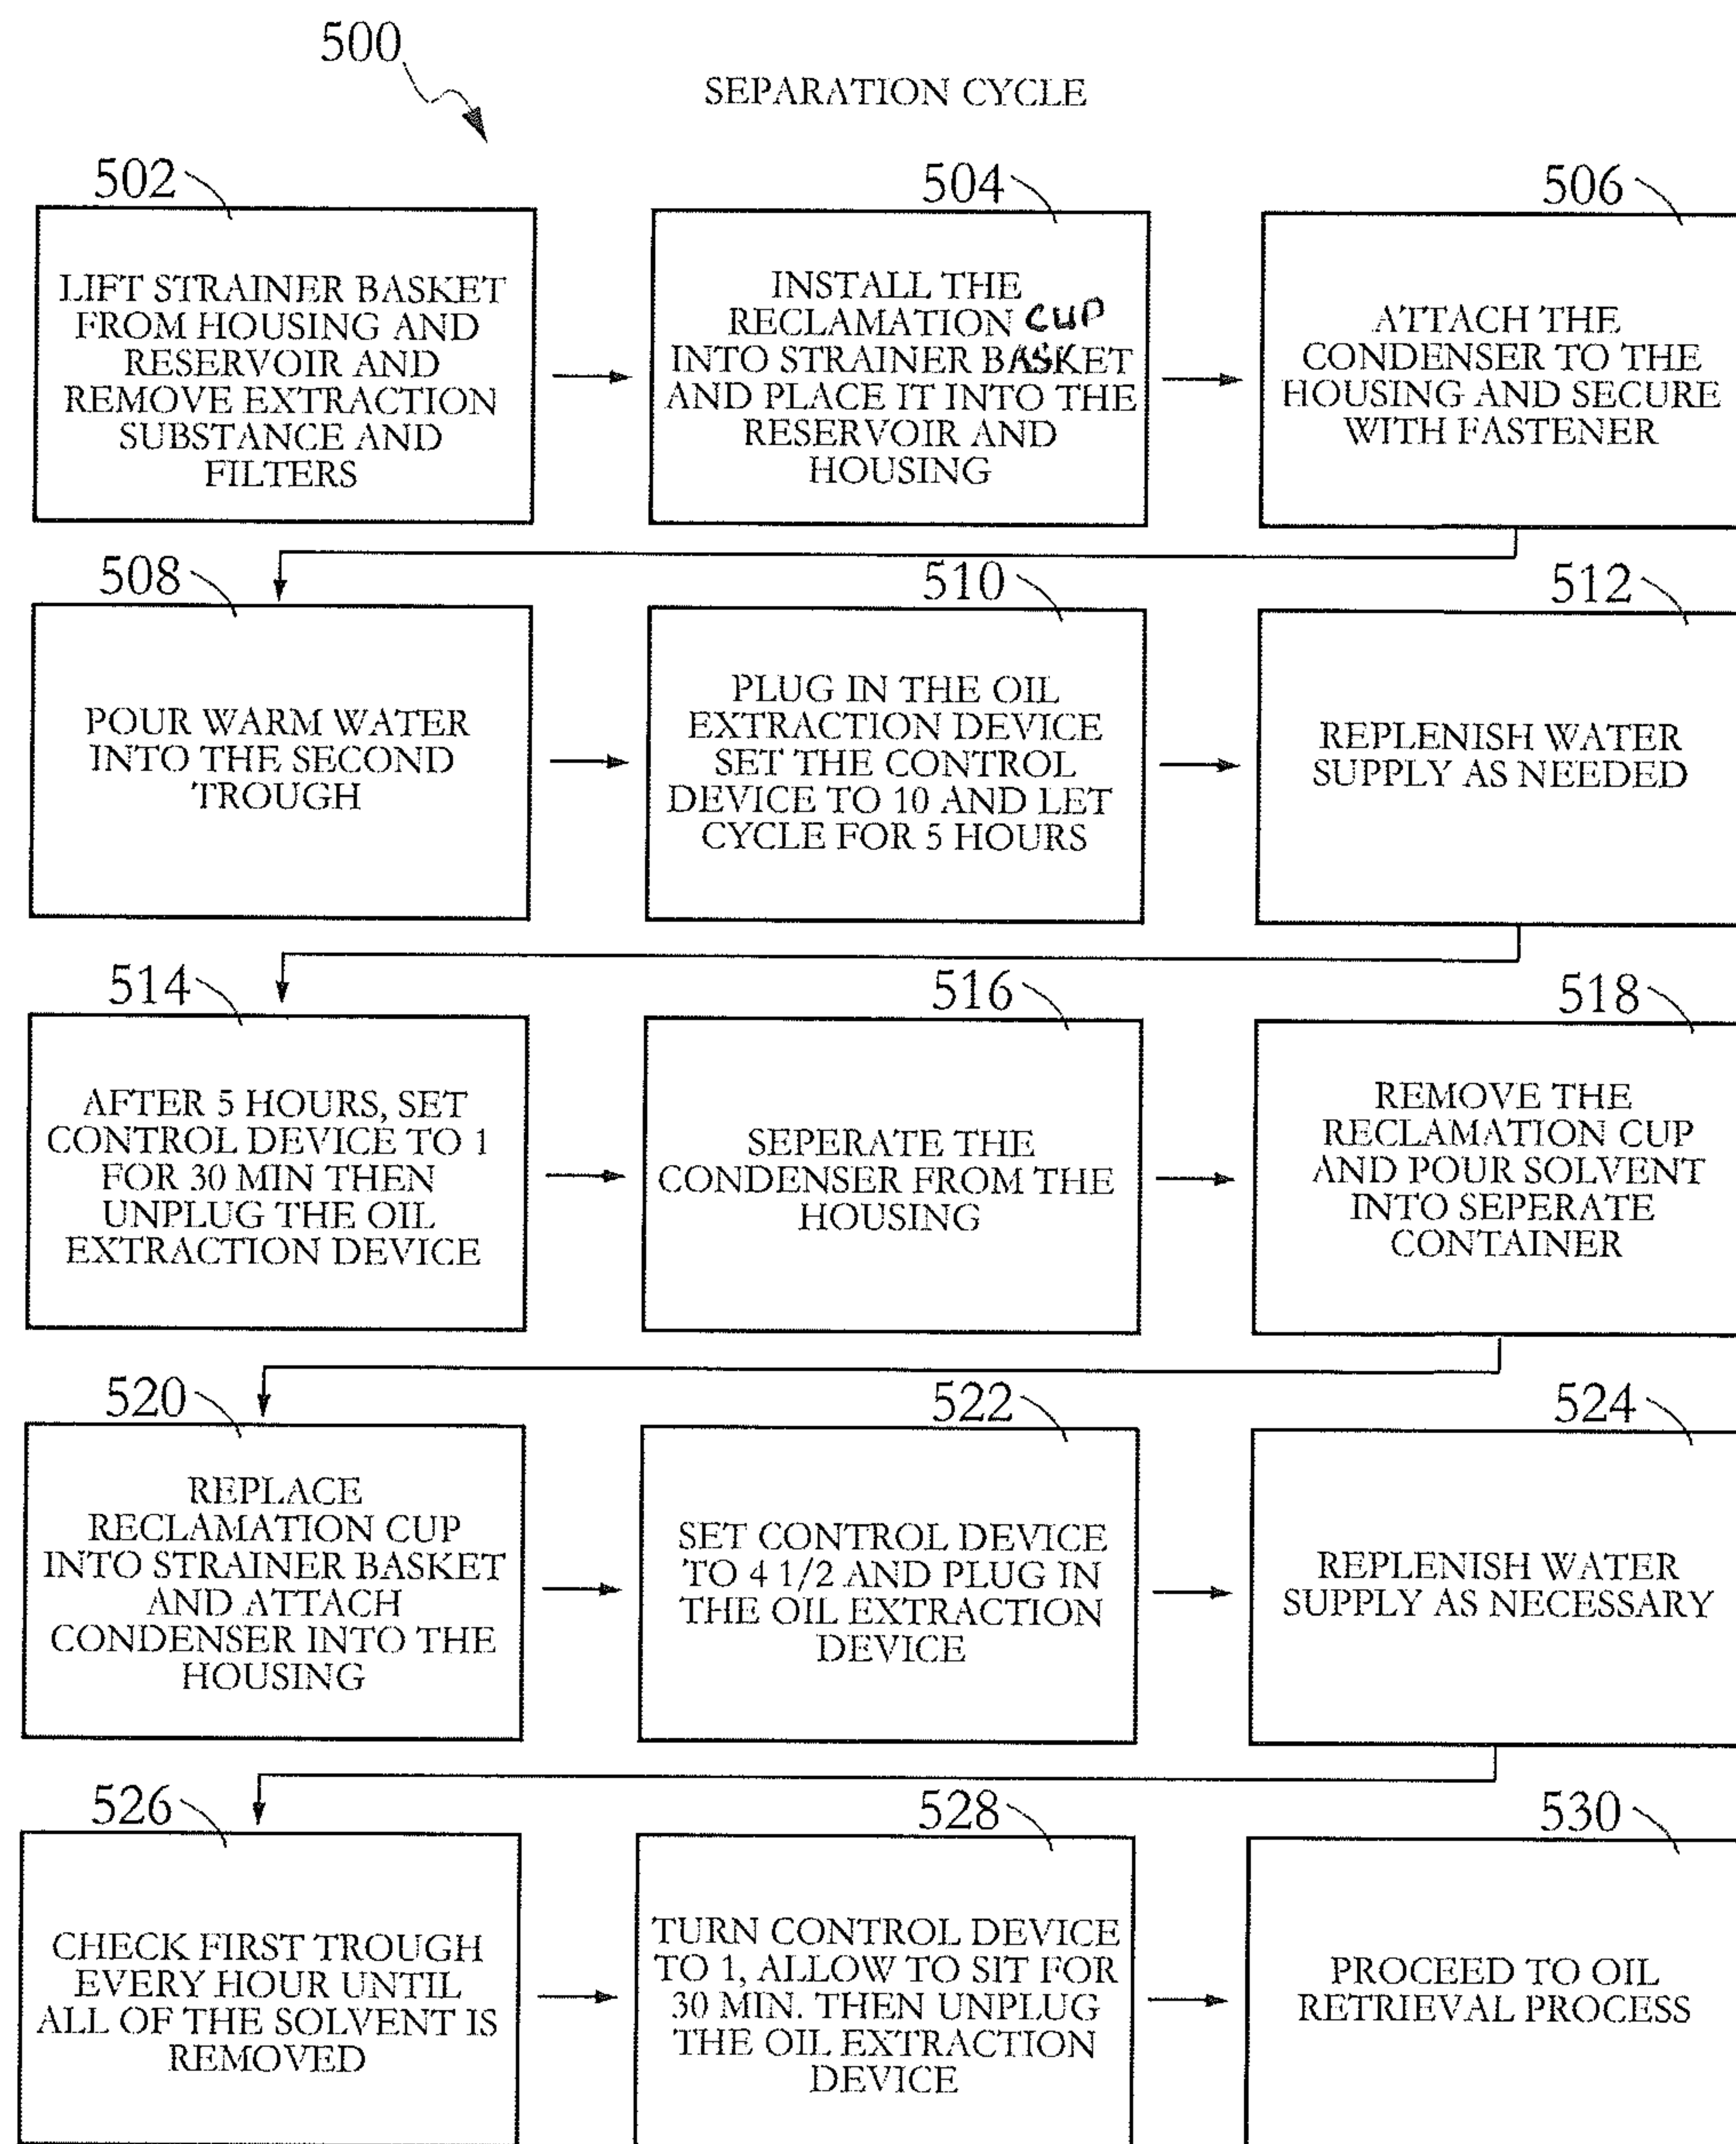 500
SEPARATION CYCLE
502
LIFT STRAINER BASKET
FROM HOUSING AND
RESERVOIR AND
REMOVE EXTRACTION
SUBSTANCE AND
FILTERS
504
INSTALL THE
RECLAMATION CUP
INTO STRAINER BASKET
AND PLACE IT INTO THE
RESERVOIR AND
HOUSING
506
ATTACH THE
CONDENSER TO THE
HOUSING AND SECURE
WITH FASTENER
508
POUR WARM WATER
INTO THE SECOND
TROUGH
510
PLUG IN THE OIL
EXTRACTION DEVICE
SET THE CONTROL
DEVICE TO 10 AND LET
CYCLE FOR 5 HOURS
512
REPLENISH WATER
SUPPLY AS NEEDED
514
AFTER 5 HOURS, SET
CONTROL DEVICE TO 1
FOR 30 MIN THEN
UNPLUG THE OIL
EXTRACTION DEVICE
516
SEPERATE THE
CONDENSER FROM THE
HOUSING
518
REMOVE THE
RECLAMATION CUP
AND POUR SOLVENT
INTO SEPERATE
CONTAINER
520
REPLACE
RECLAMATION CUP
INTO STRAINER BASKET
AND ATTACH
CONDENSER INTO THE
HOUSING
522
SET CONTROL DEVICE
TO 4 1/2 AND PLUG IN
THE OIL EXTRACTION
DEVICE
524
REPLENISH WATER
SUPPLY AS NECESSARY
526
CHECK FIRST TROUGH
EVERY HOUR UNTIL
ALL OF THE SOLVENT IS
REMOVED
528
TURN CONTROL DEVICE
TO 1, ALLOW TO SIT FOR
30 MIN. THEN UNPLUG
THE OIL EXTRACTION
DEVICE
530
PROCEED TO OIL
RETRIEVAL PROCESS